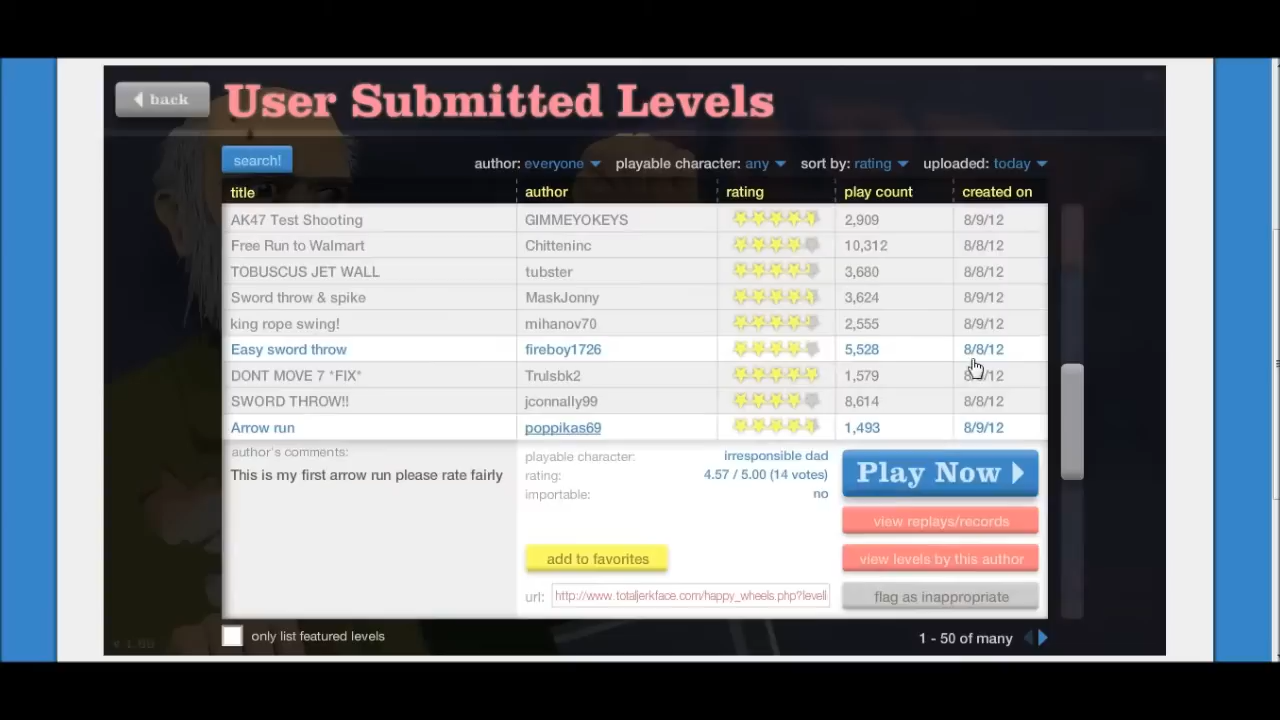 back
User Submitted Levels
search!
author: everyone playable character: any sort by: rating uploaded: today
title author rating play count created on
AK47 Test Shooting GIMMEYOKEYS 2,909 8/9/12
Free Run to Walmart Chitteninc 10,312 8/8/12
TOBUSCUS JET WALL tubster 3,680 8/8/12
Sword throw & spike MaskJonny 3,624 8/9/12
king rope swing! mihanov70 2,555 8/9/12
Easy sword throw fireboy1726 5,528 8/8/12
DONT MOVE 7 *FIX* Trulsbk2 1,579
SWORD THROW!! jconnally99 8,614 8/8/12
Arrow run poppikas69 1,493 8/9/12
author's comments:
This is my first arrow run please rate fairly
playable character: irresponsible dad
rating: 4.57 / 5.00 (14 votes)
importable: no
Play Now
view replays/records
add to favorites
view levels by this author
url: http://www.totaljerkface.com/happy_wheels.php?levell
flag as inappropriate
only list featured levels
1 - 50 of many